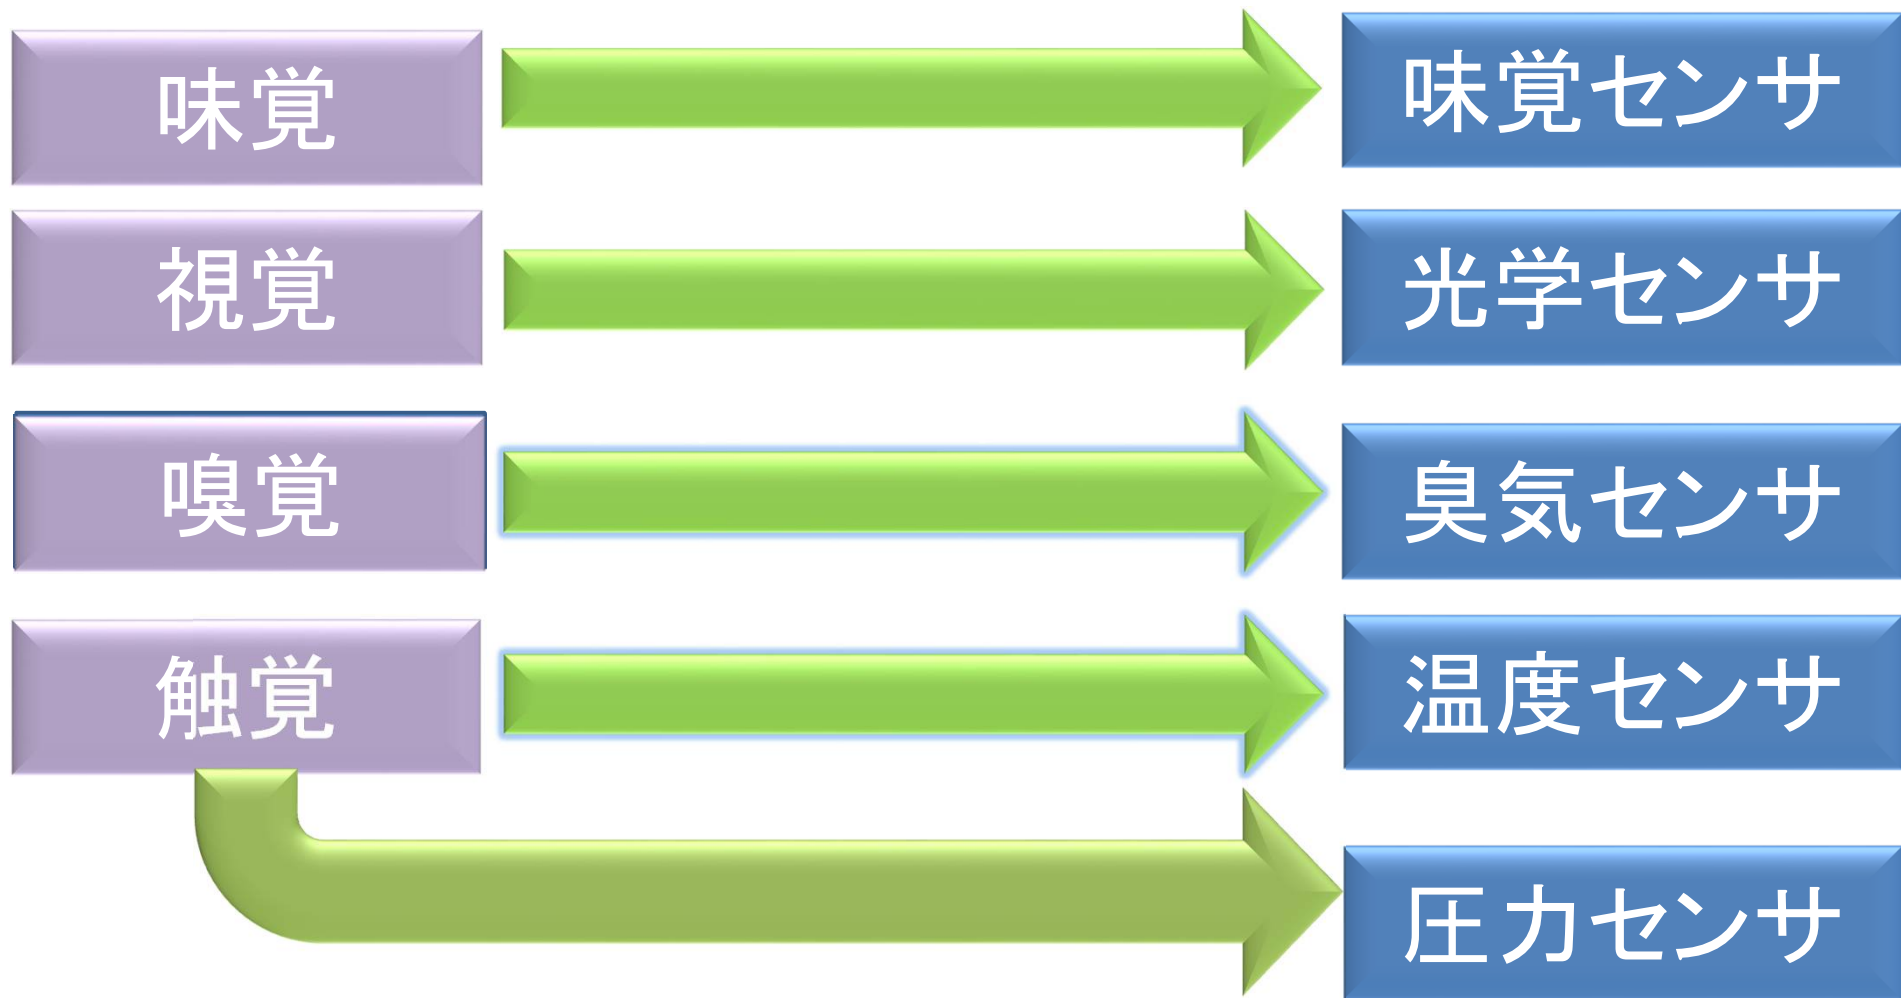 味覚
味覚センサ
視覚
光学センサ
嗅覚
臭気センサ
触覚
温度センサ
圧力センサ